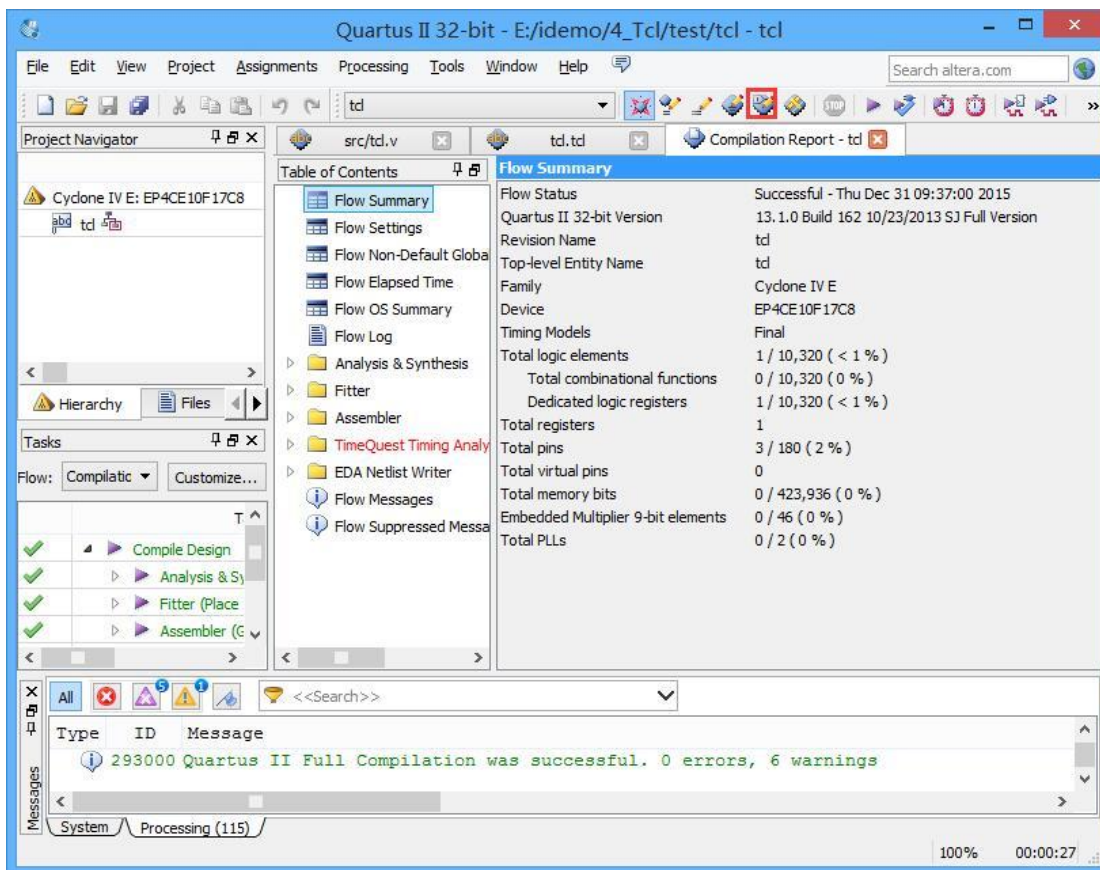 Quartus II 32-bit - E:/idemo/4_Tcl/test/tcl - tcl
File Edit View Project Assignments Processing Tools Window Help
Search altera.com
tcl
STOP
»
Project Navigator
src/tcl.v
tcl.tcl
Compilation Report - tcl
Cyclone IV E: EP4CE10F17C8
abd tcl
Hierarchy
Files
Tasks
Flow: Compilatic Customize...
T
Compile Design
Analysis & Sy
Fitter (Place
Assembler (G
Table of Contents
Flow Summary
Flow Settings
Flow Non-Default Globa
Flow Elapsed Time
Flow OS Summary
Flow Log
Analysis & Synthesis
Fitter
Assembler
TimeQuest Timing Analy
EDA Netlist Writer
Flow Messages
Flow Suppressed Messa
Flow Summary
Flow Status Successful - Thu Dec 31 09:37:00 2015
Quartus II 32-bit Version 13.1.0 Build 162 10/23/2013 SJ Full Version
Revision Name tcl
Top-level Entity Name tcl
Family Cyclone IV E
Device EP4CE10F17C8
Timing Models Final
Total logic elements 1 / 10,320 ( < 1 % )
Total combinational functions 0 / 10,320 ( 0 % )
Dedicated logic registers 1 / 10,320 ( < 1 % )
Total registers 1
Total pins 3 / 180 ( 2 % )
Total virtual pins 0
Total memory bits 0 / 423,936 ( 0 % )
Embedded Multiplier 9-bit elements 0 / 46 ( 0 % )
Total PLLs 0 / 2 ( 0 % )
All 5 1 <<Search>>
Type ID Message
293000 Quartus II Full Compilation was successful. 0 errors, 6 warnings
Messages
System Processing (115)
100% 00:00:27